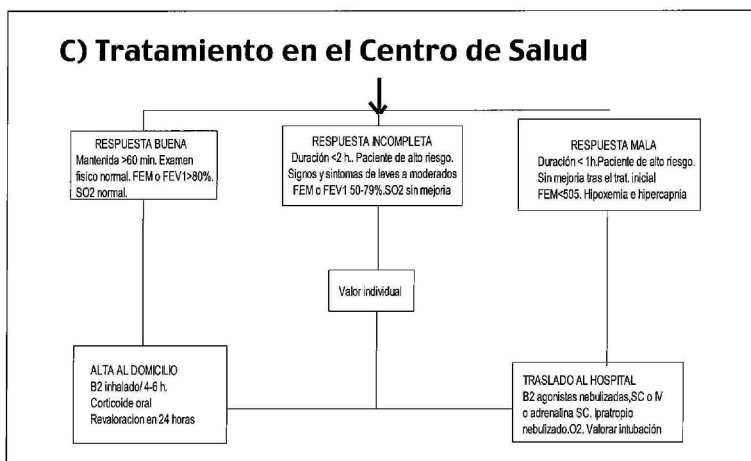 C) Tratamiento en el Centro de Salud
RESPUESTA BUENA
Mantenida >60 min. Examen
fisico normal. FEM o FEV1>80%.
SO2 normal.
RESPUESTA INCOMPLETA
Duración <2 h.. Paciente de alto riesgo.
Signos y sintomas de leves a moderados
FEM o FEV1 50-79%.SO2 sin mejoria
RESPUESTA MALA
Duración < 1h.Paciente de alto riesgo.
Sin mejoria tras el trat. inicial
FEM<505. Hipoxemia e hipercapnia
Valor individual
ALTA AL DOMICILIO
B2 inhalado/ 4-6 h.
Corticoide oral
Revaloracion en 24 horas
TRASLADO AL HOSPITAL
B2 agonistas nebulizadas,SC o IV
o adrenalina SC. Ipratropio
nebulizado.O2. Valorar intubación